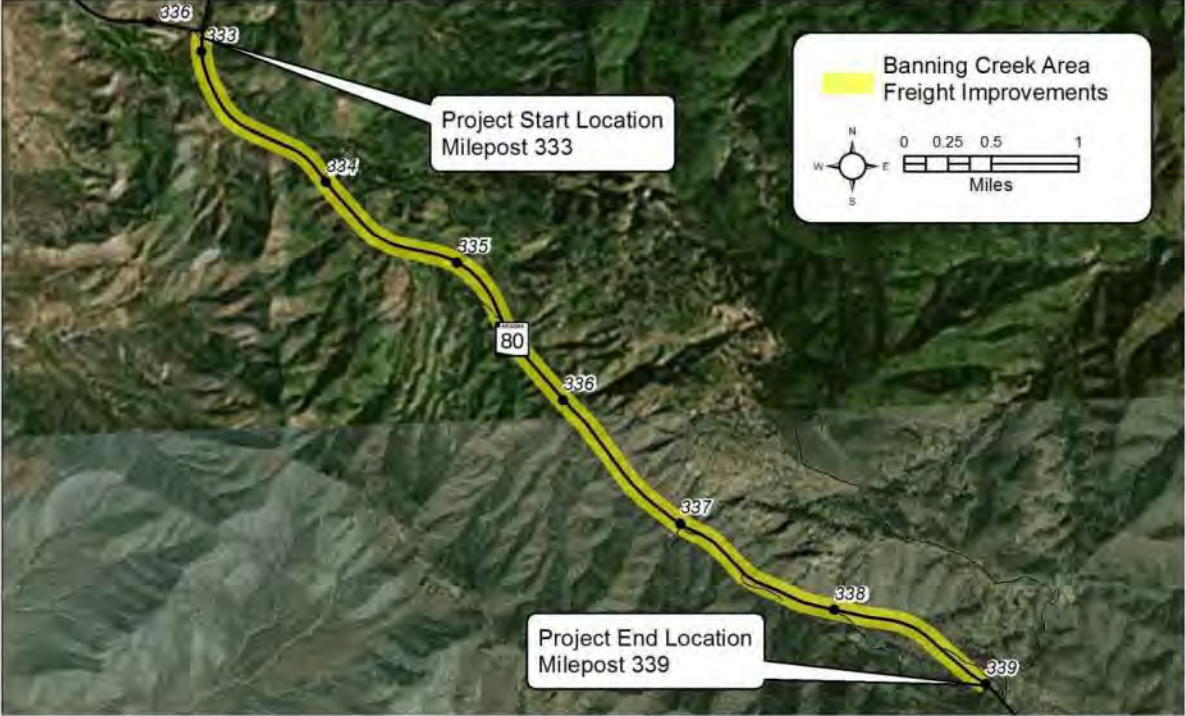 336
333
Project Start Location
Milepost 333
Banning Creek Area
Freight Improvements
N
W
E
S
0 0.25 0.5 1
Miles
334
335
ARIZONA
80
336
337
338
Project End Location
Milepost 339
339